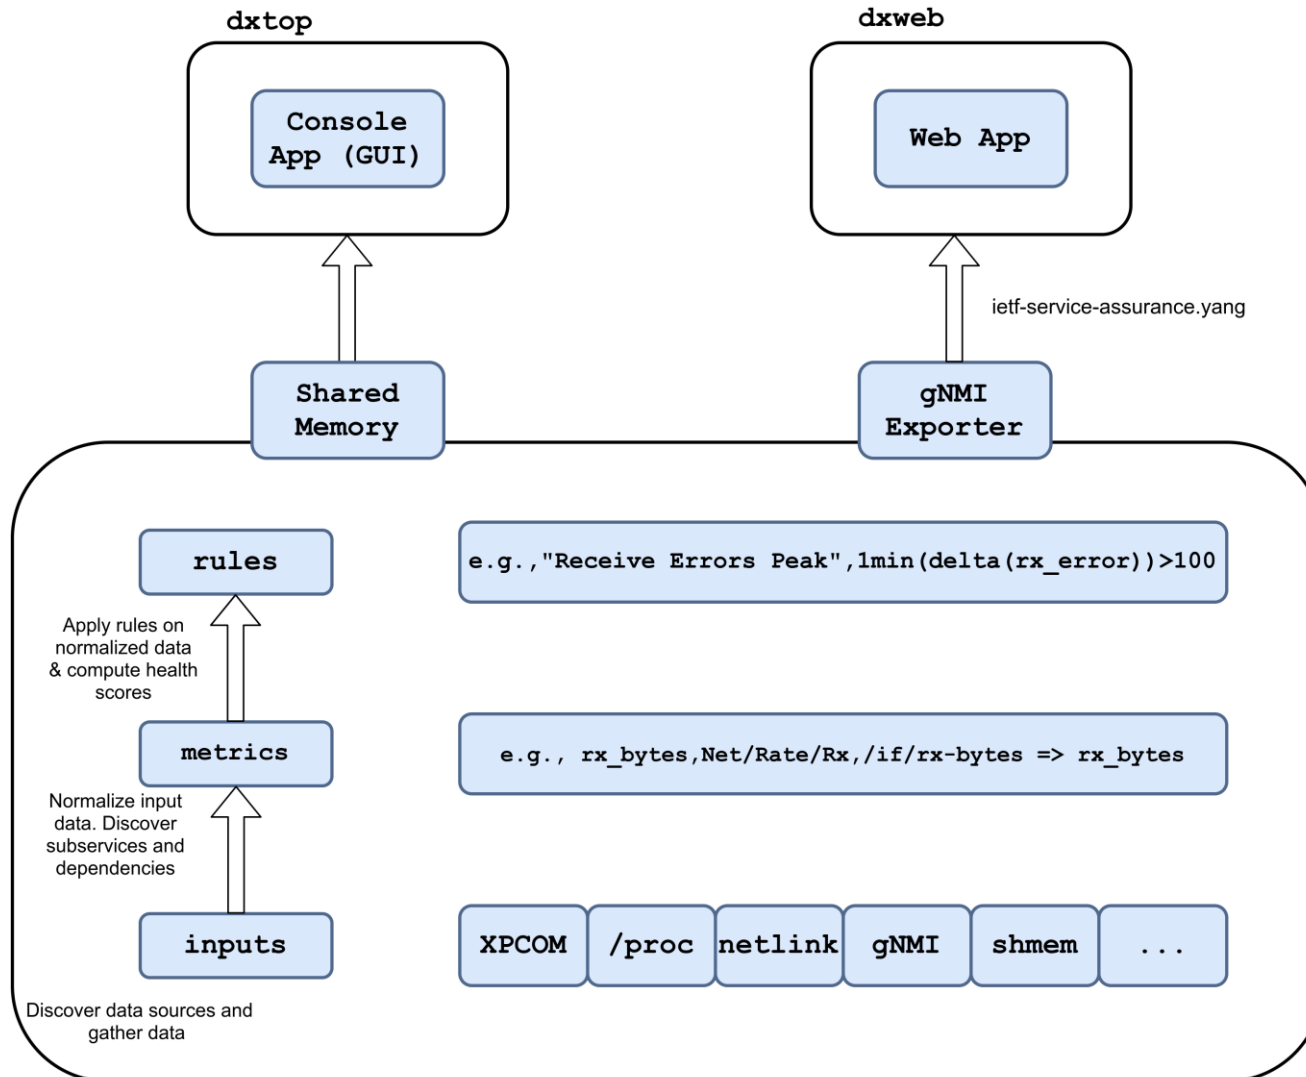 dxtop
dxweb
Console
App (GUI)
Web App
ietf-service-assurance.yang
Shared
Memory
gNMI
Exporter
rules
e.g.,"Receive Errors Peak",1min(delta(rx_error))>100
Apply rules on
normalized data
& compute health
scores
metrics
e.g., rx_bytes,Net/Rate/Rx,/if/rx-bytes => rx_bytes
Normalize input
data. Discover
subservices and
dependencies
inputs
XPCOM
/proc
netlink
gNMI
shmem
...
Discover data sources and
gather data